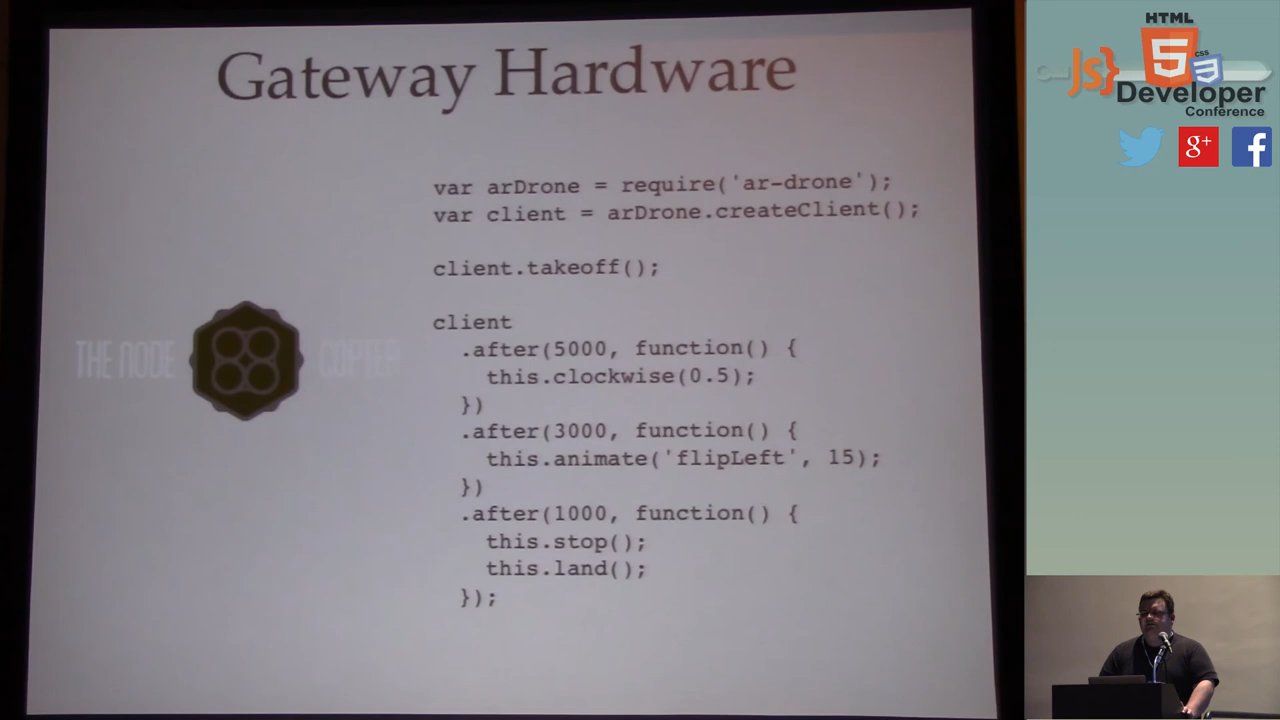 Gateway Hardware
var arDrone = require('ar-drone');
var client = arDrone.createClient();
client.takeoff();
client
.after(5000, function() {
this.clockwise(0.5);
})
.after(3000, function() {
this.animate('flipLeft', 15);
})
.after(1000, function() {
this.stop();
this.land();
});
THE NODE COPTER
HTML
5
CSS
3
JS}
Developer
Conference
g+
f